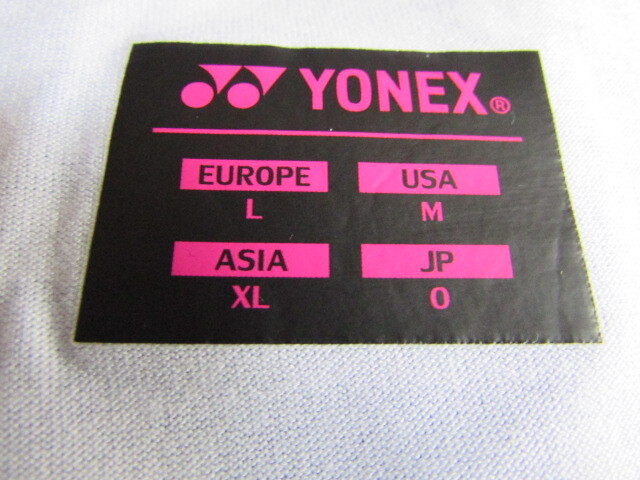 YONEX®
EUROPE USA
L M
ASIA JP
XL O